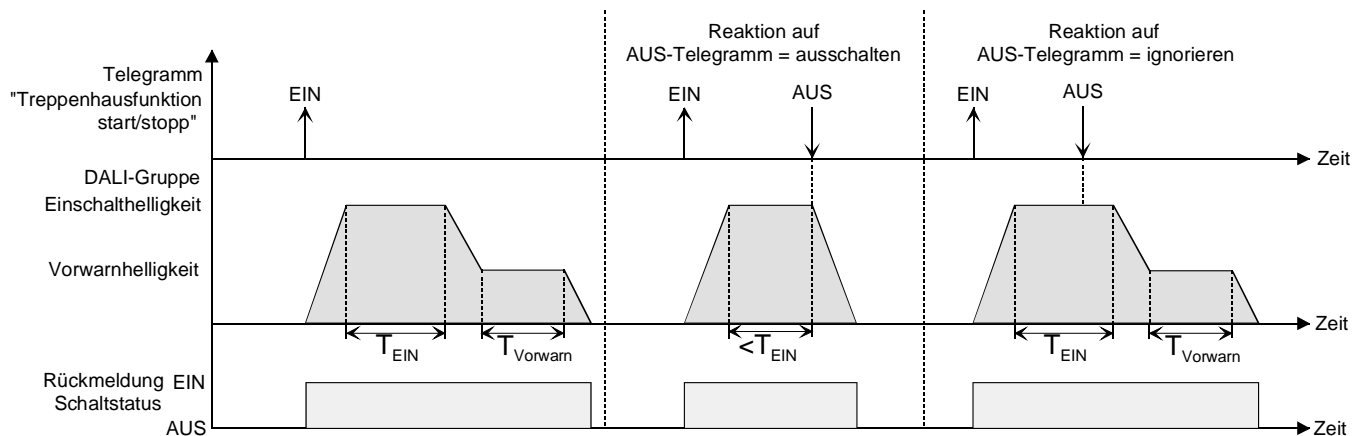 Reaktion auf
AUS-Telegramm = ausschalten
Reaktion auf
AUS-Telegramm = ignorieren
Telegramm
"Treppenhausfunktion
start/stopp"
EIN
EIN
AUS
EIN
AUS
Zeit
DALI-Gruppe
Einschalthelligkeit
Vorwarnhelligkeit
Zeit
TEIN
TVorwarn
<TEIN
TEIN
TVorwarn
Rückmeldung EIN
Schaltstatus
AUS
Zeit